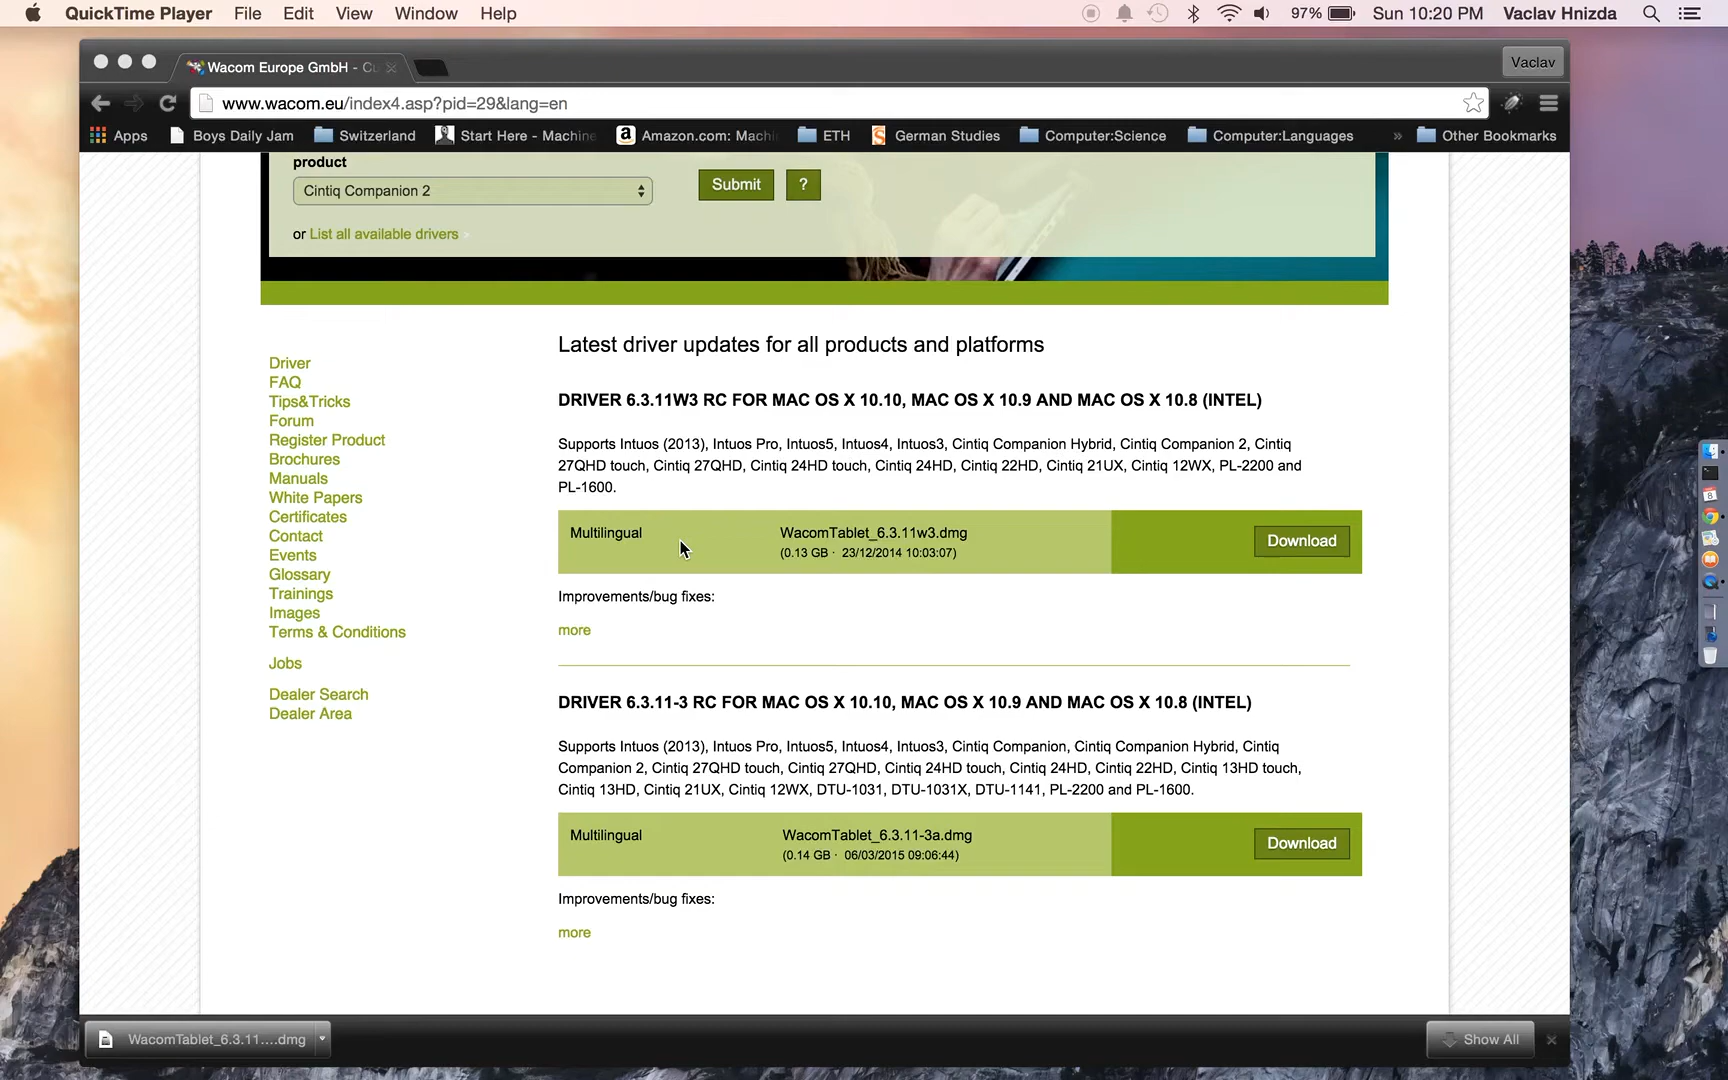 QuickTime Player File Edit View Window Help 97% Sun 10:20 PM Vaclav Hnizda
Wacom Europe GmbH - Cu Vaclav
www.wacom.eu/index4.asp?pid=29&lang=en
Apps Boys Daily Jam Switzerland Start Here - Machine Amazon.com: Machi ETH German Studies Computer:Science Computer:Languages » Other Bookmarks
product
Cintiq Companion 2 Submit ?
or List all available drivers
Latest driver updates for all products and platforms
Driver
FAQ
Tips&Tricks
Forum
Register Product
Brochures
Manuals
White Papers
Certificates
Contact
Events
Glossary
Trainings
Images
Terms & Conditions
Jobs
Dealer Search
Dealer Area
DRIVER 6.3.11W3 RC FOR MAC OS X 10.10, MAC OS X 10.9 AND MAC OS X 10.8 (INTEL)
Supports Intuos (2013), Intuos Pro, Intuos5, Intuos4, Intuos3, Cintiq Companion Hybrid, Cintiq Companion 2, Cintiq
27QHD touch, Cintiq 27QHD, Cintiq 24HD touch, Cintiq 24HD, Cintiq 22HD, Cintiq 21UX, Cintiq 12WX, PL-2200 and
PL-1600.
Multilingual WacomTablet_6.3.11w3.dmg Download
(0.13 GB · 23/12/2014 10:03:07)
Improvements/bug fixes:
more
DRIVER 6.3.11-3 RC FOR MAC OS X 10.10, MAC OS X 10.9 AND MAC OS X 10.8 (INTEL)
Supports Intuos (2013), Intuos Pro, Intuos5, Intuos4, Intuos3, Cintiq Companion, Cintiq Companion Hybrid, Cintiq
Companion 2, Cintiq 27QHD touch, Cintiq 27QHD, Cintiq 24HD touch, Cintiq 24HD, Cintiq 22HD, Cintiq 13HD touch,
Cintiq 13HD, Cintiq 21UX, Cintiq 12WX, DTU-1031, DTU-1031X, DTU-1141, PL-2200 and PL-1600.
Multilingual WacomTablet_6.3.11-3a.dmg Download
(0.14 GB · 06/03/2015 09:06:44)
Improvements/bug fixes:
more
WacomTablet_6.3.11....dmg Show All
8